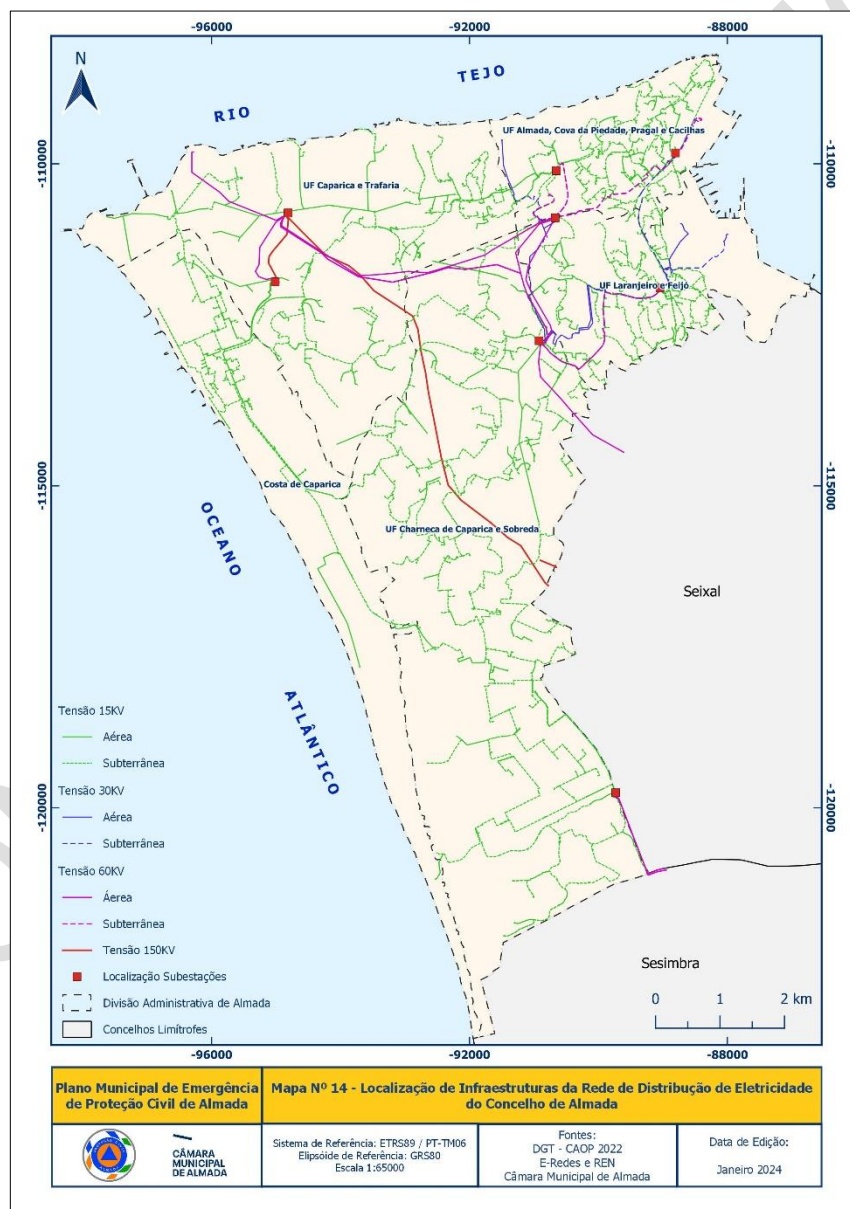 -96000
-92000
-88000
N
RIO
TEJO
UF Almada, Cova da Piedade, Pragal e Cacilhas
-110000
-110000
UF Caparica e Trafaria
UF Laranjeiro e Feijó
-115000
-115000
Costa de Caparica
OCEANO
UF Charneca de Caparica e Sobreda
Seixal
ATLÂNTICO
Tensão 15KV
Aérea
Subterrânea
Tensão 30KV
Aérea
Subterrânea
Tensão 60KV
Áerea
Subterrânea
Tensão 150KV
Localização Subestações
Divisão Administrativa de Almada
Concelhos Limítrofes
-120000
-120000
Sesimbra
0 1 2 km
-96000
-92000
-88000
Plano Municipal de Emergência
de Proteção Civil de Almada
Mapa Nº 14 - Localização de Infraestruturas da Rede de Distribuição de Eletricidade
do Concelho de Almada
CÂMARA
MUNICIPAL
DE ALMADA
Sistema de Referência: ETRS89 / PT-TM06
Elipsóide de Referência: GRS80
Escala 1:65000
Fontes:
DGT - CAOP 2022
E-Redes e REN
Câmara Municipal de Almada
Data de Edição:
Janeiro 2024